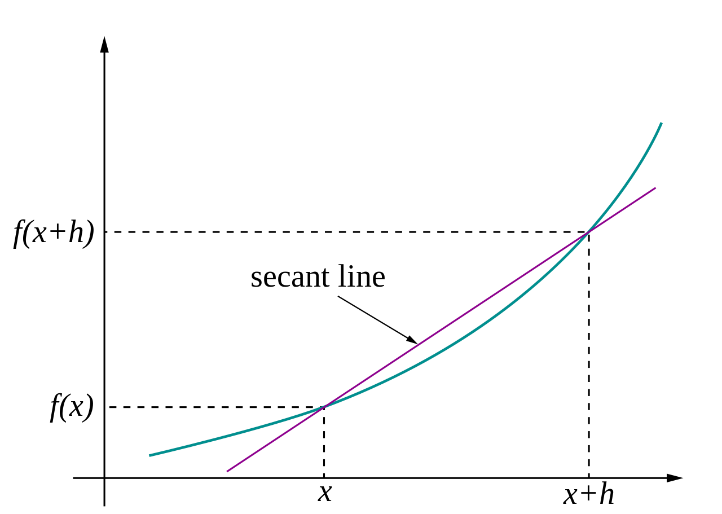 f(x+h)
secant line
f(x)
x
x+h